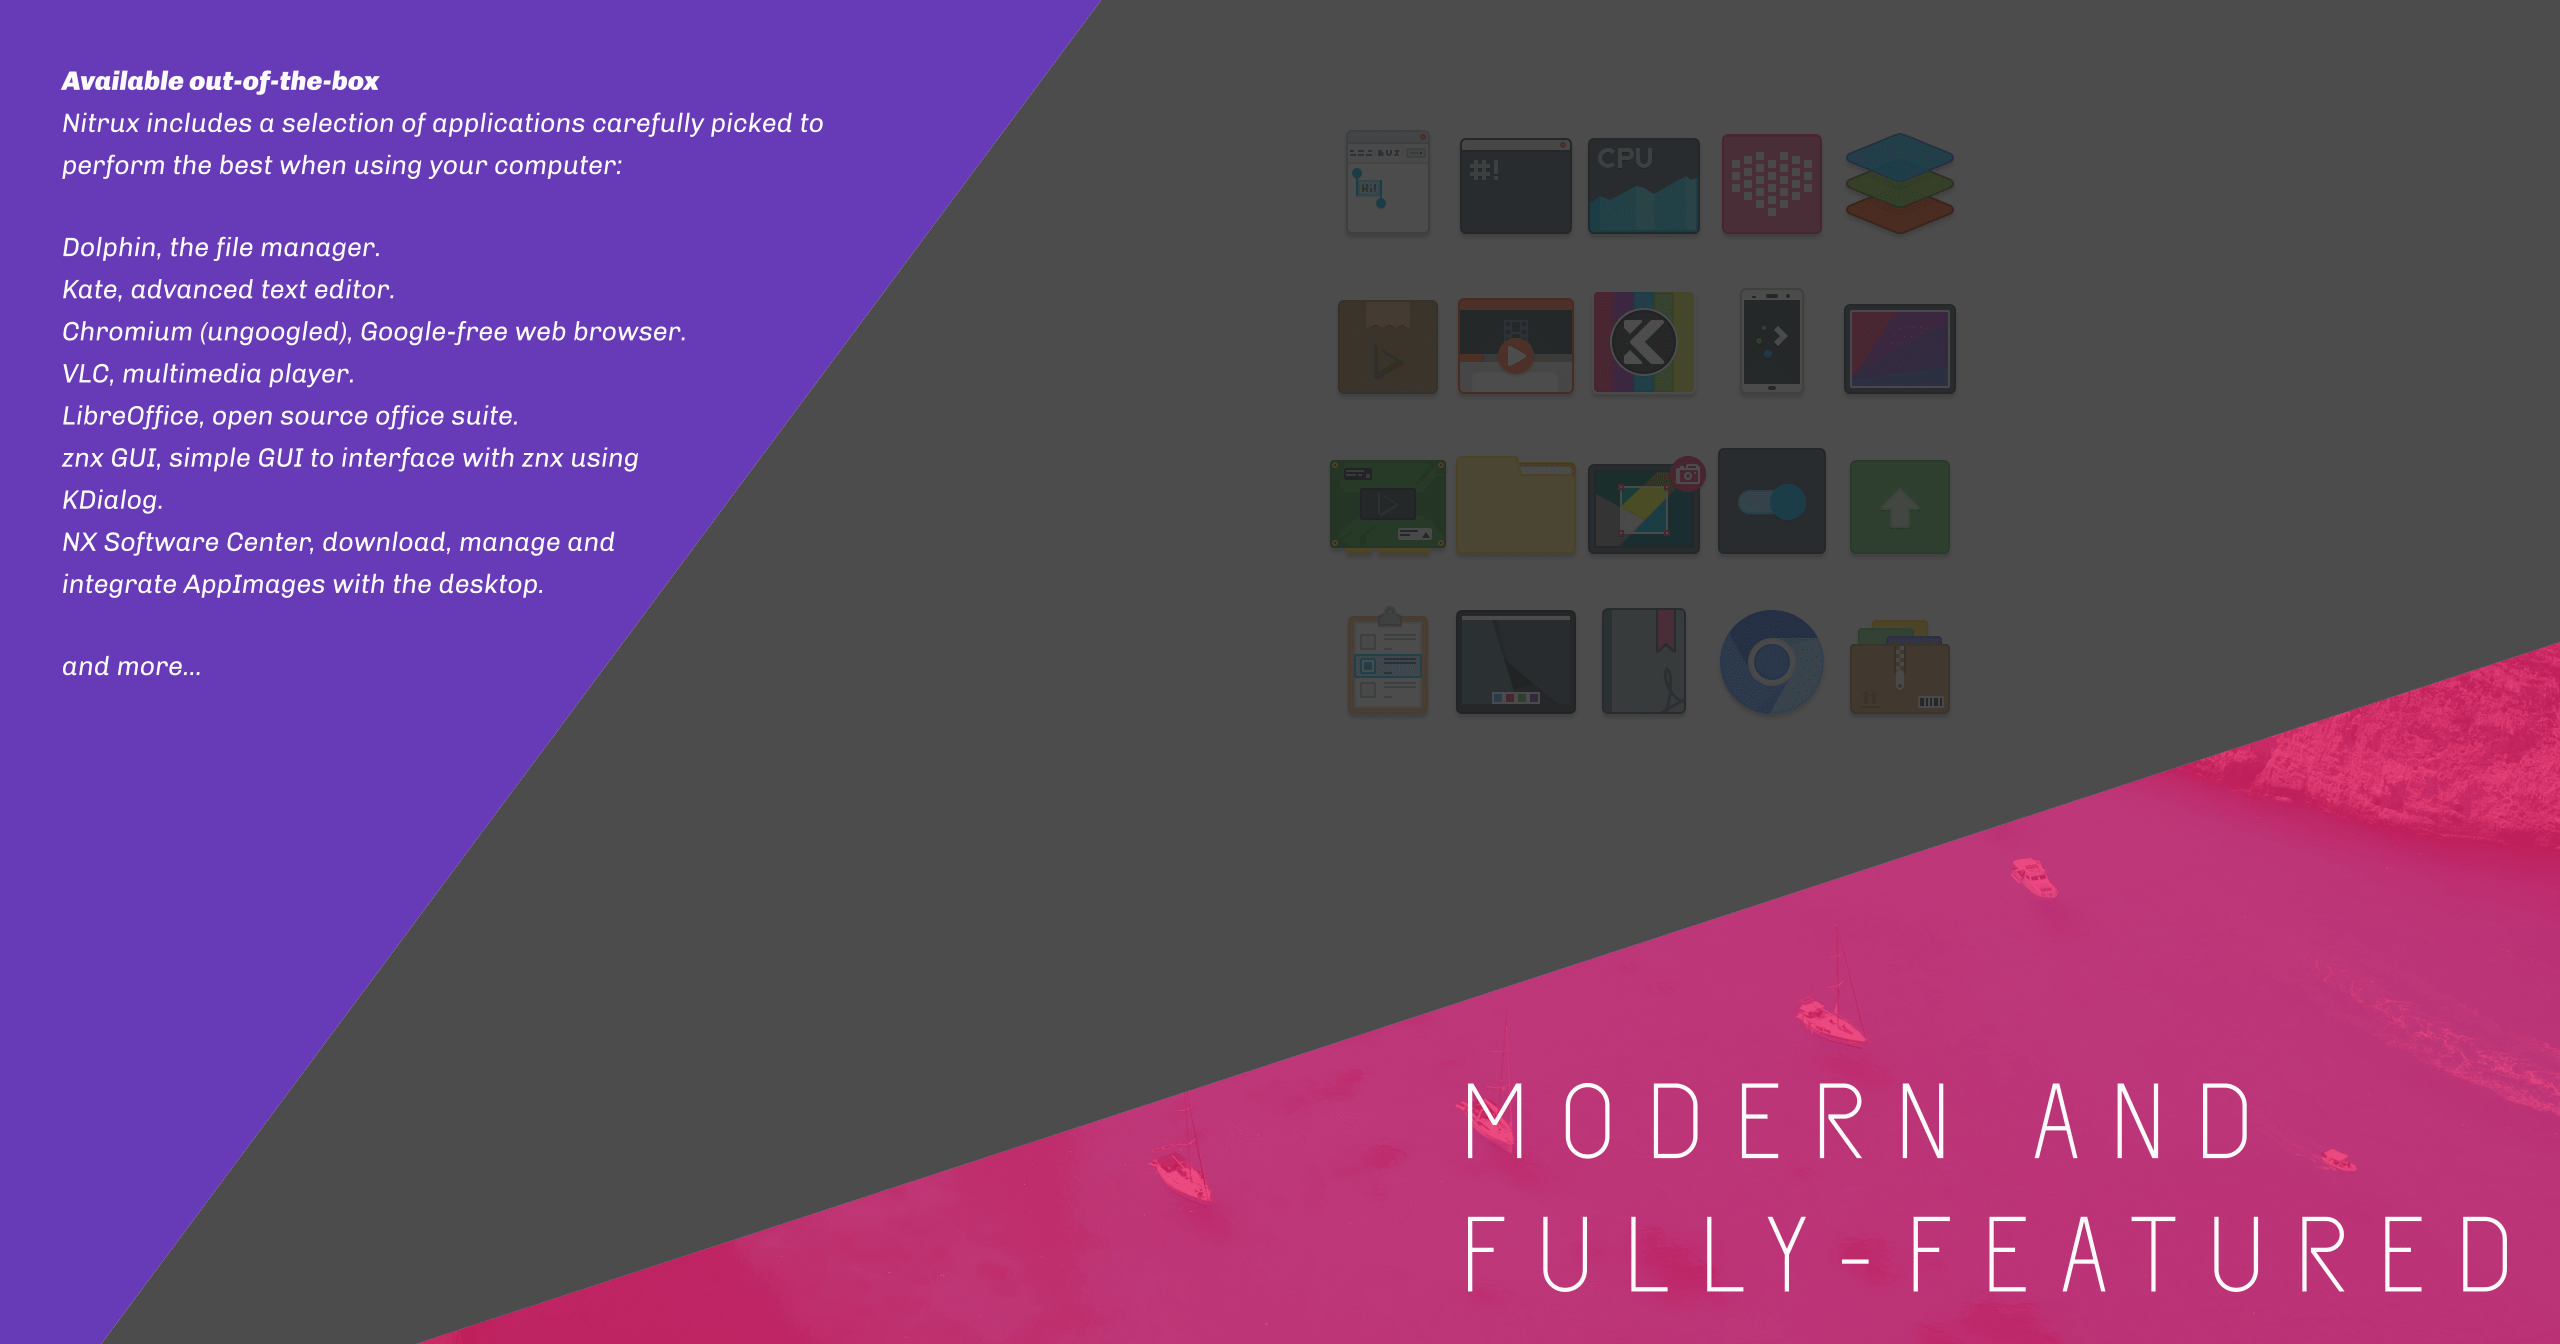 Available out-of-the-box
Nitrux includes a selection of applications carefully picked to
perform the best when using your computer:
Dolphin, the file manager.
Kate, advanced text editor.
Chromium (ungoogled), Google-free web browser.
VLC, multimedia player.
LibreOffice, open source office suite.
znx GUI, simple GUI to interface with znx using
KDialog.
NX Software Center, download, manage and
integrate AppImages with the desktop.
and more...
#!
CPU
Hi!
MODERN AND
FULLY-FEATURED